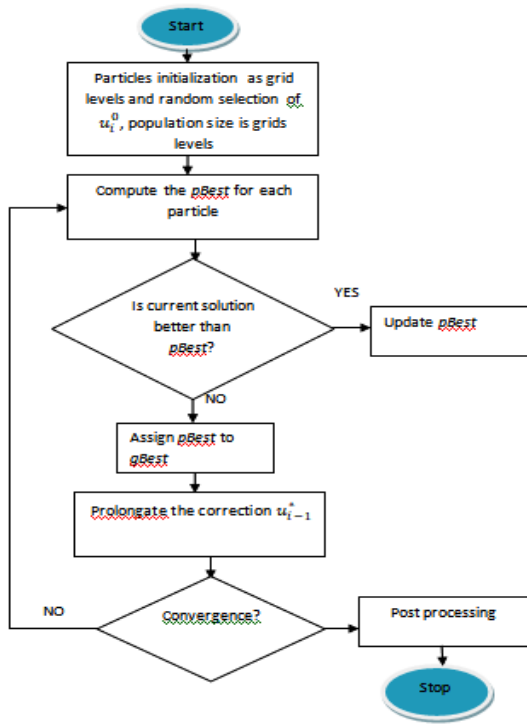 Start
Particles initialization as grid
levels and random selection of
u_i^0, population size is grids
levels
Compute the pBest for each
particle
Is current solution
better than
pBest?
YES
Update pBest
NO
Assign pBest to
gBest
Prolongate the correction u_{i-1}^*
Convergence?
NO
Post processing
Stop